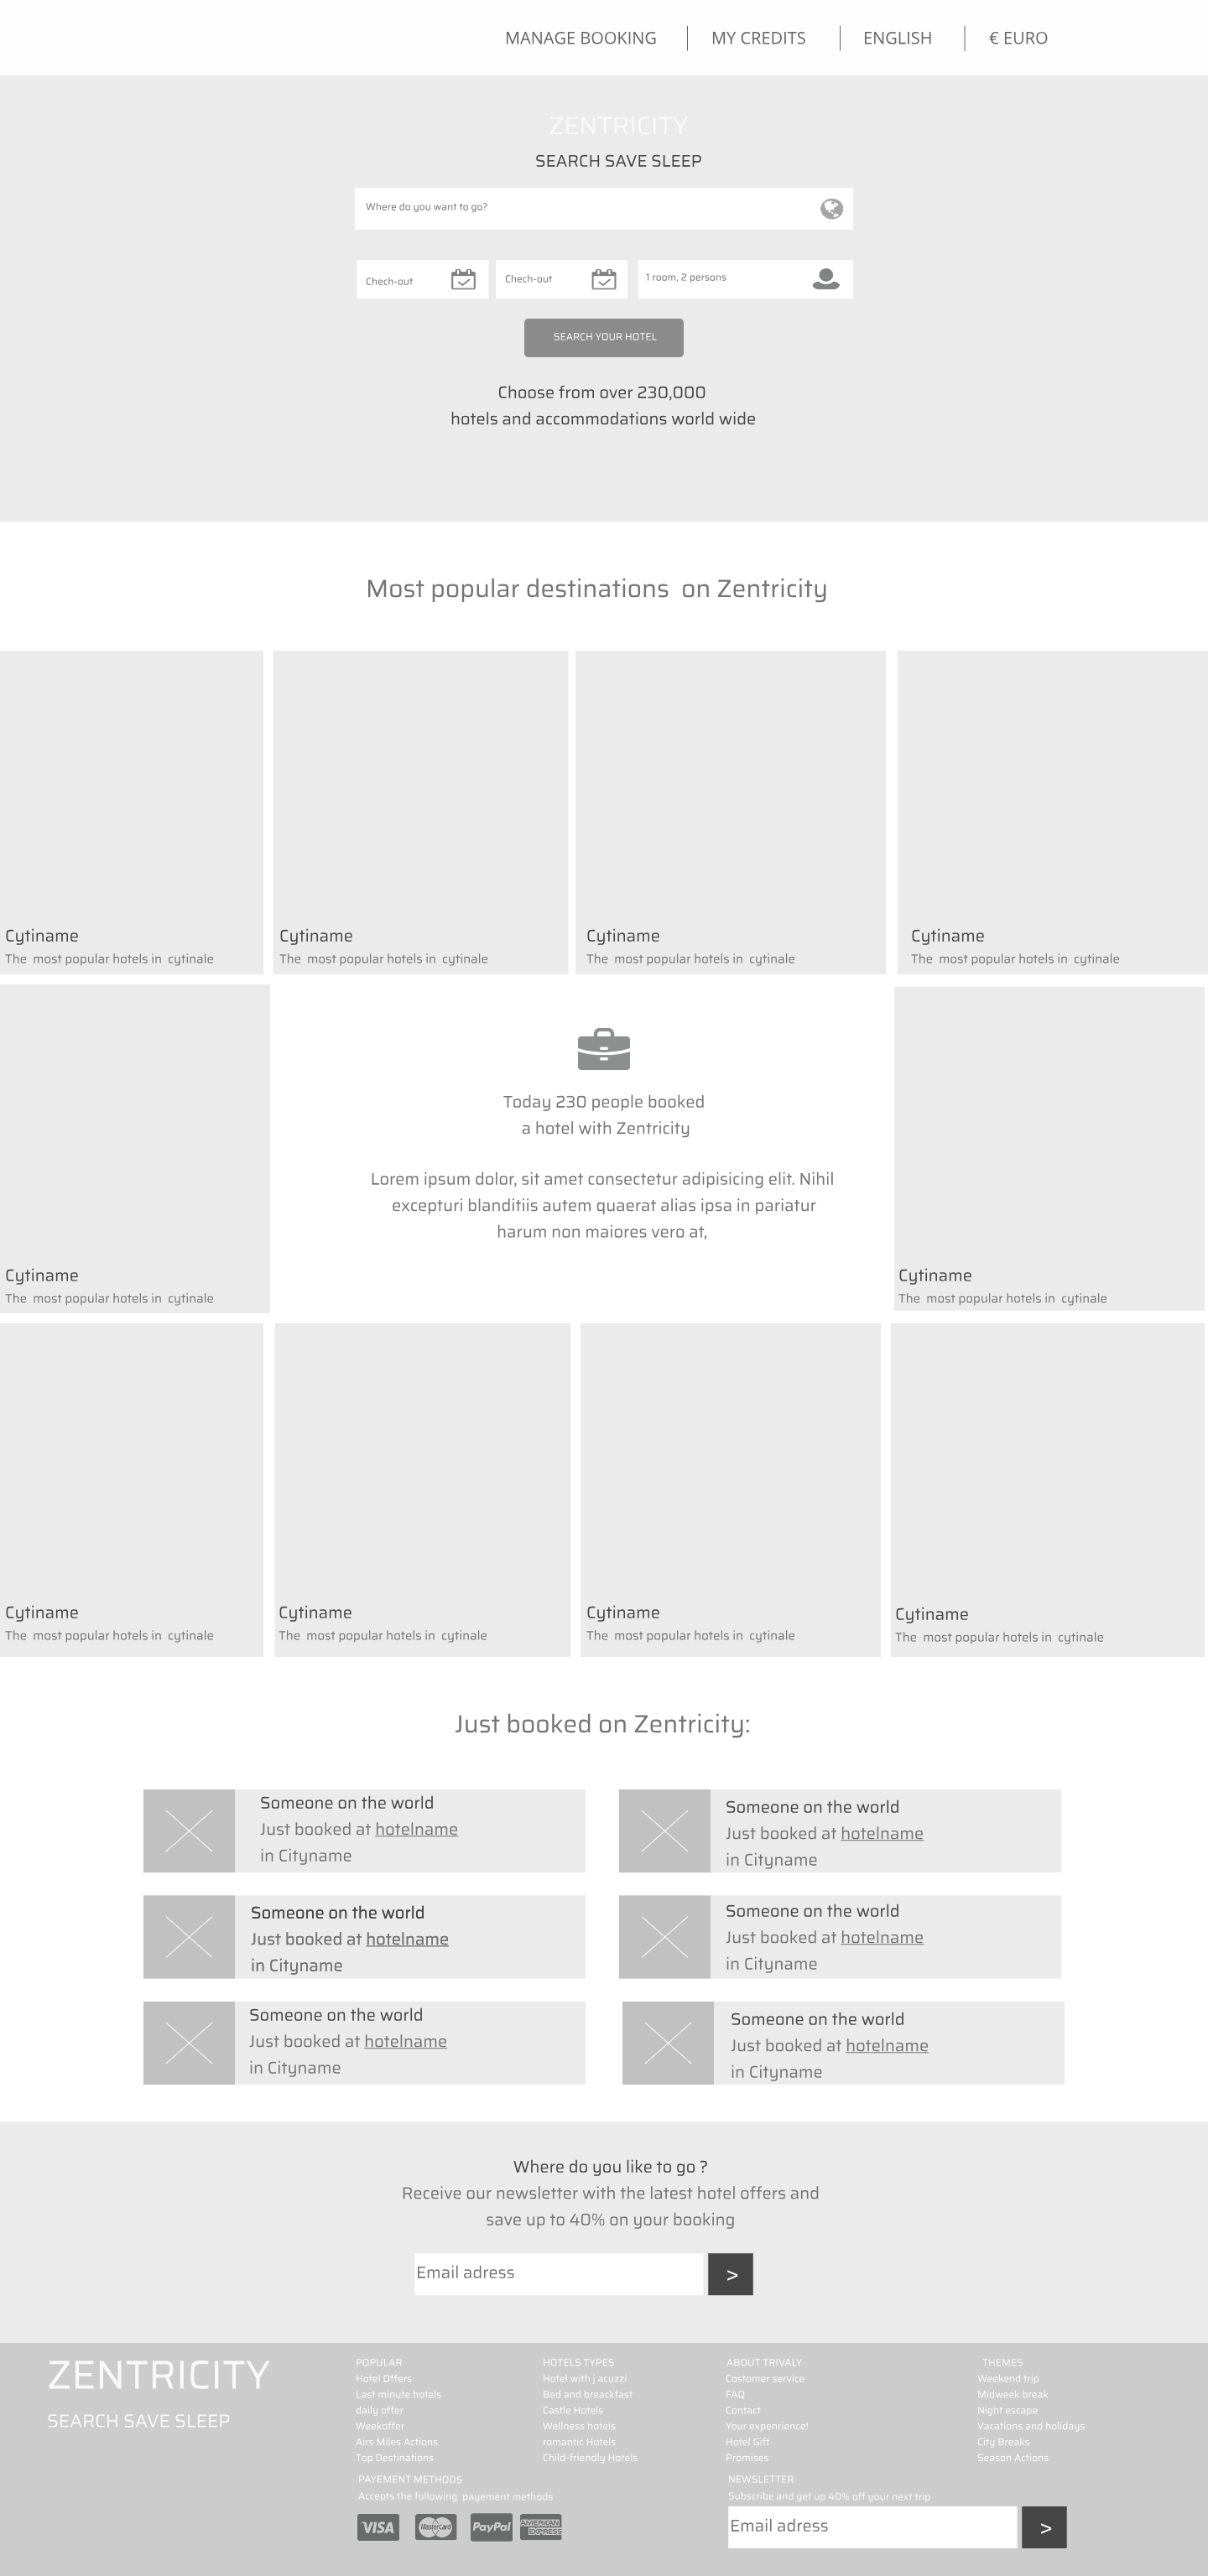 MANAGE BOOKING
MY CREDITS
ENGLISH
€ EURO
ZENTRICITY
SEARCH SAVE SLEEP
Where do you want to go?
Chech-out
Chech-out
1 room, 2 persons
SEARCH YOUR HOTEL
Choose from over 230,000
hotels and accommodations world wide
Most popular destinations on Zentricity
Cytiname
The most popular hotels in cytinale
Cytiname
The most popular hotels in cytinale
Cytiname
The most popular hotels in cytinale
Cytiname
The most popular hotels in cytinale
Cytiname
The most popular hotels in cytinale
Today 230 people booked
a hotel with Zentricity
Lorem ipsum dolor, sit amet consectetur adipisicing elit. Nihil
excepturi blanditiis autem quaerat alias ipsa in pariatur
harum non maiores vero at,
Cytiname
The most popular hotels in cytinale
Cytiname
The most popular hotels in cytinale
Cytiname
The most popular hotels in cytinale
Cytiname
The most popular hotels in cytinale
Cytiname
The most popular hotels in cytinale
Just booked on Zentricity:
Someone on the world
Just booked at hotelname
in Cityname
Someone on the world
Just booked at hotelname
in Cityname
Someone on the world
Just booked at hotelname
in Cityname
Someone on the world
Just booked at hotelname
in Cityname
Someone on the world
Just booked at hotelname
in Cityname
Someone on the world
Just booked at hotelname
in Cityname
Where do you like to go ?
Receive our newsletter with the latest hotel offers and
save up to 40% on your booking
Email adress
>
ZENTRICITY
SEARCH SAVE SLEEP
POPULAR
Hotel Offers
Last minute hotels
daily offer
Weekoffer
Airs Miles Actions
Top Destinations
HOTELS TYPES
Hotel with j acuzzi
Bed and breackfast
Castle Hotels
Wellness hotels
romantic Hotels
Child-friendly Hotels
ABOUT TRIVALY
Costomer service
FAQ
Contact
Your expenrience!
Hotel Gift
Promises
THEMES
Weekend trip
Midweek break
Night escape
Vacations and holidays
City Breaks
Season Actions
PAYEMENT METHODS
Accepts the following payement methods
VISA
MasterCard
PayPal
AMERICAN
EXPRESS
NEWSLETTER
Subscribe and get up 40% off your next trip
Email adress
>